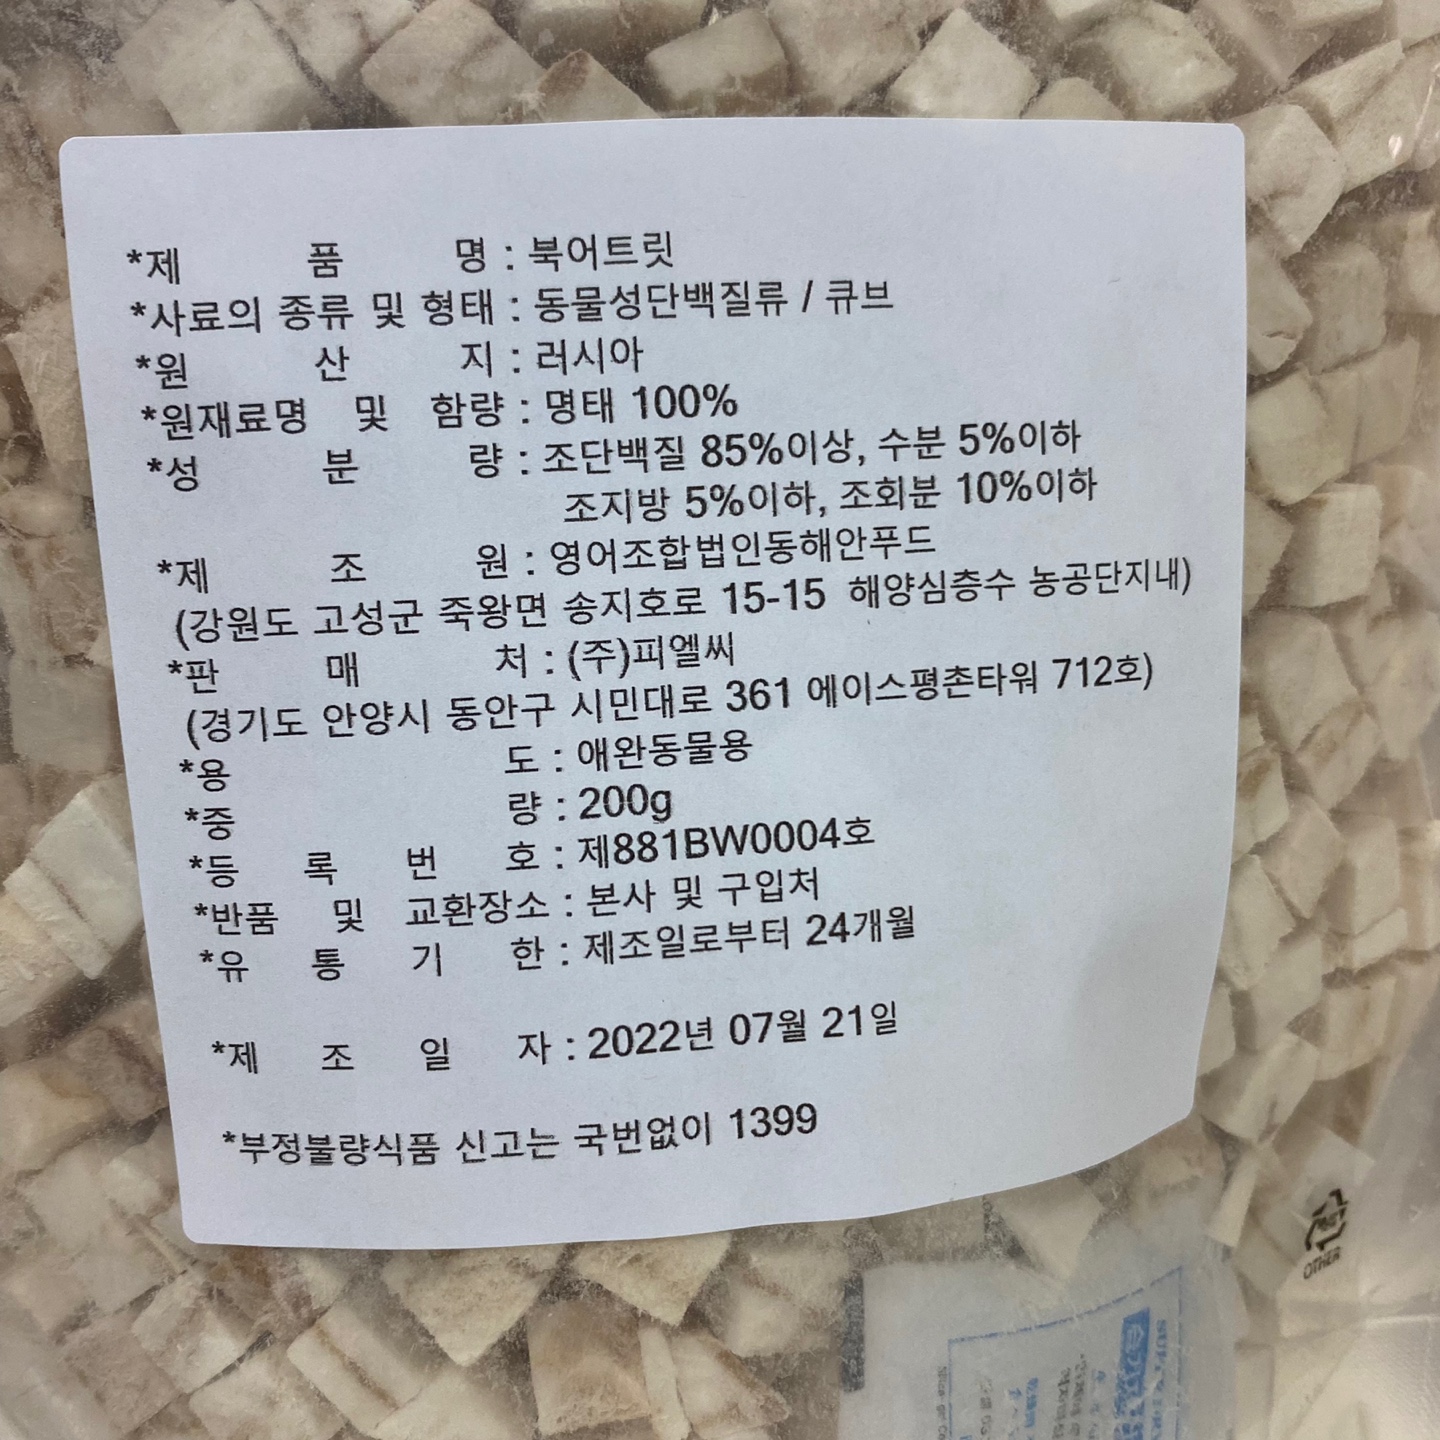 *제 품 명 : 북어트릿
*사료의 종류 및 형태 : 동물성단백질류 / 큐브
*원 산 지 : 러시아
*원재료명 및 함량 : 명태 100%
*성 분 량 : 조단백질 85%이상, 수분 5%이하
조지방 5%이하, 조회분 10%이하
*제 조 원 : 영어조합법인동해안푸드
(강원도 고성군 죽왕면 송지호로 15-15 해양심층수 농공단지내)
*판 매 처 : (주)피엘씨
(경기도 안양시 동안구 시민대로 361 에이스평촌타워 712호)
*용 도 : 애완동물용
*중 량 : 200g
*등 록 번 호 : 제881BW0004호
*반품 및 교환장소 : 본사 및 구입처
*유 통 기 한 : 제조일로부터 24개월
*제 조 일 자 : 2022년 07월 21일
*부정불량식품 신고는 국번없이 1399
OTHER